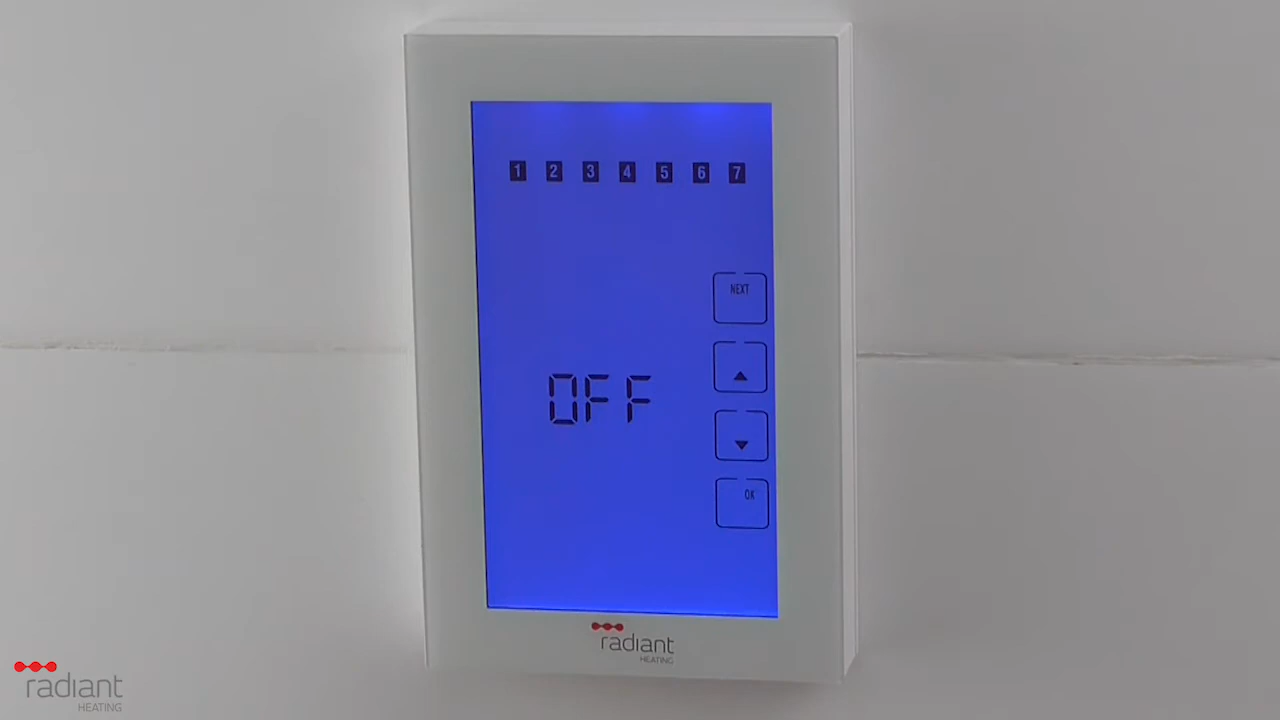 1 2 3 4 5 6 7
NEXT
OFF
OK
radiant
HEATING
radiant
HEATING